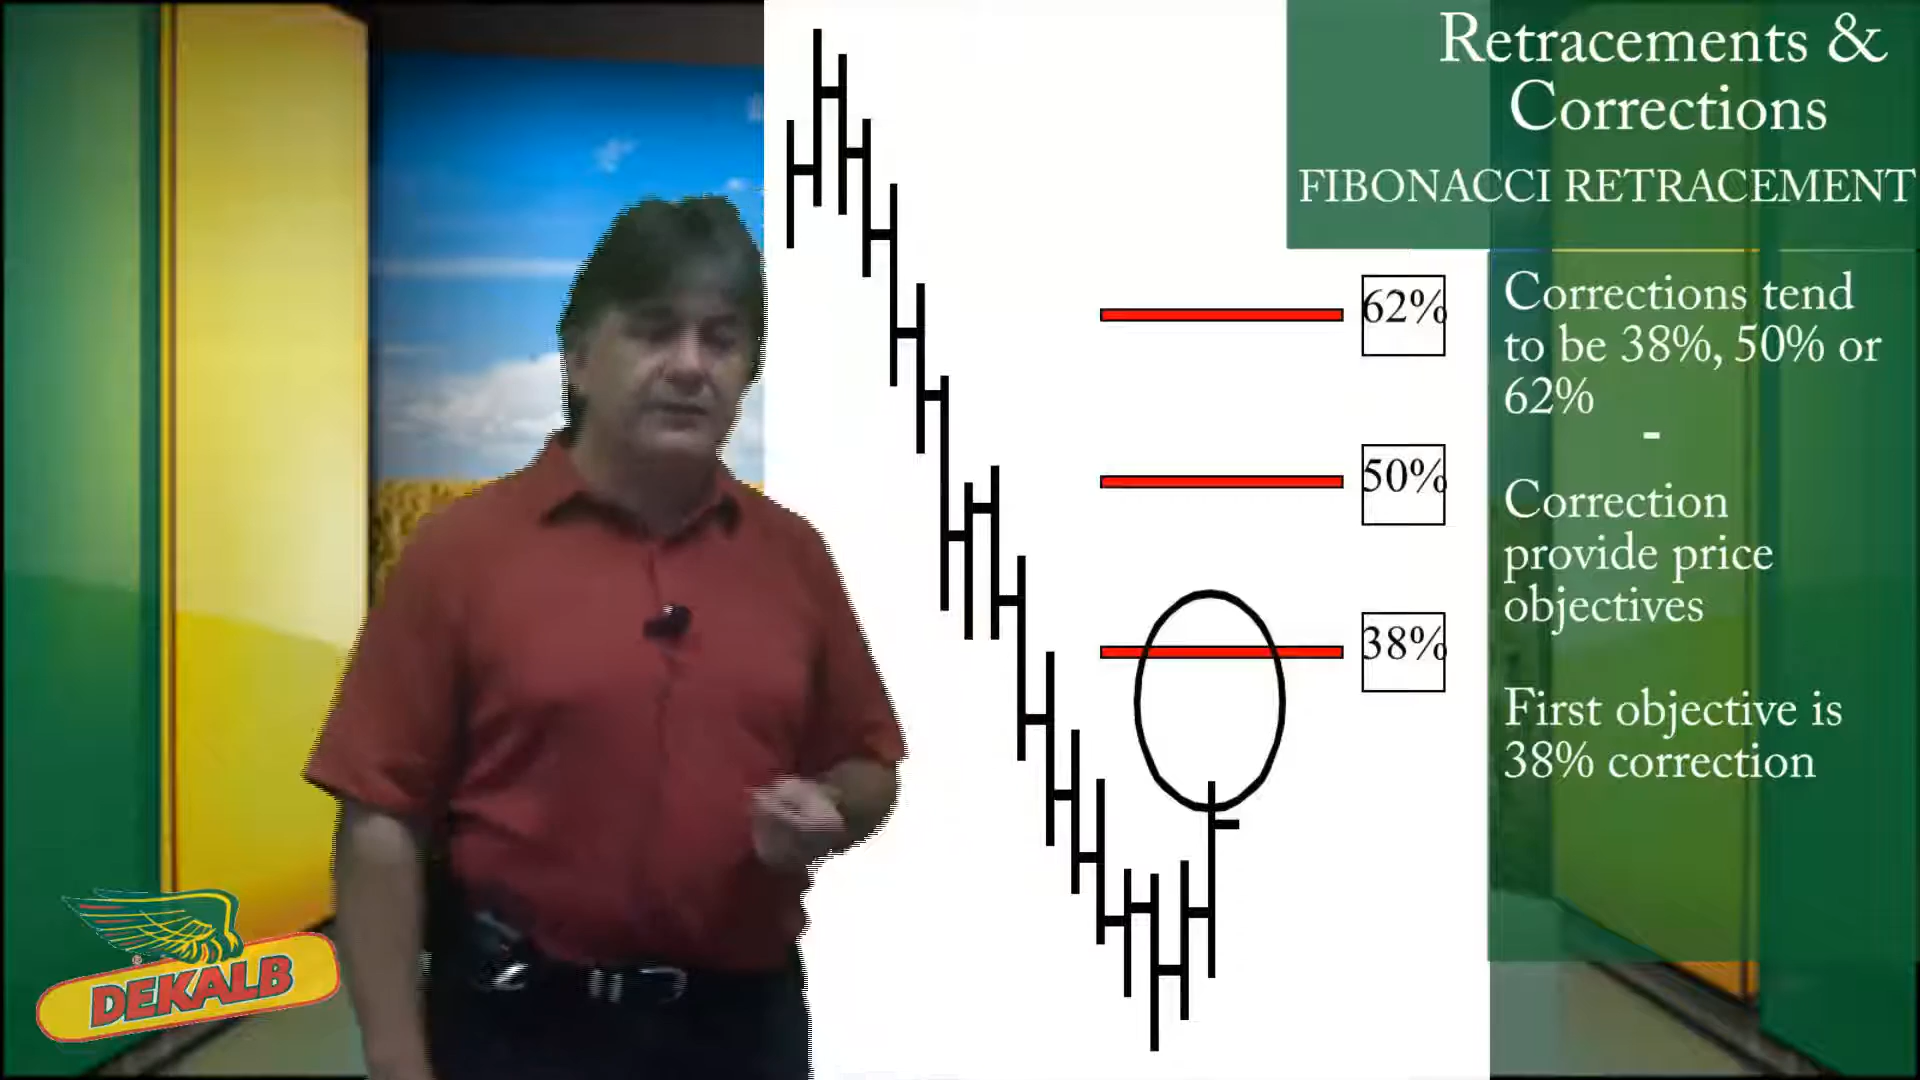 Retracements &
Corrections
FIBONACCI RETRACEMENT
62%
50%
38%
Corrections tend
to be 38%, 50% or
62%
-
Correction
provide price
objectives
First objective is
38% correction
®
DEKALB